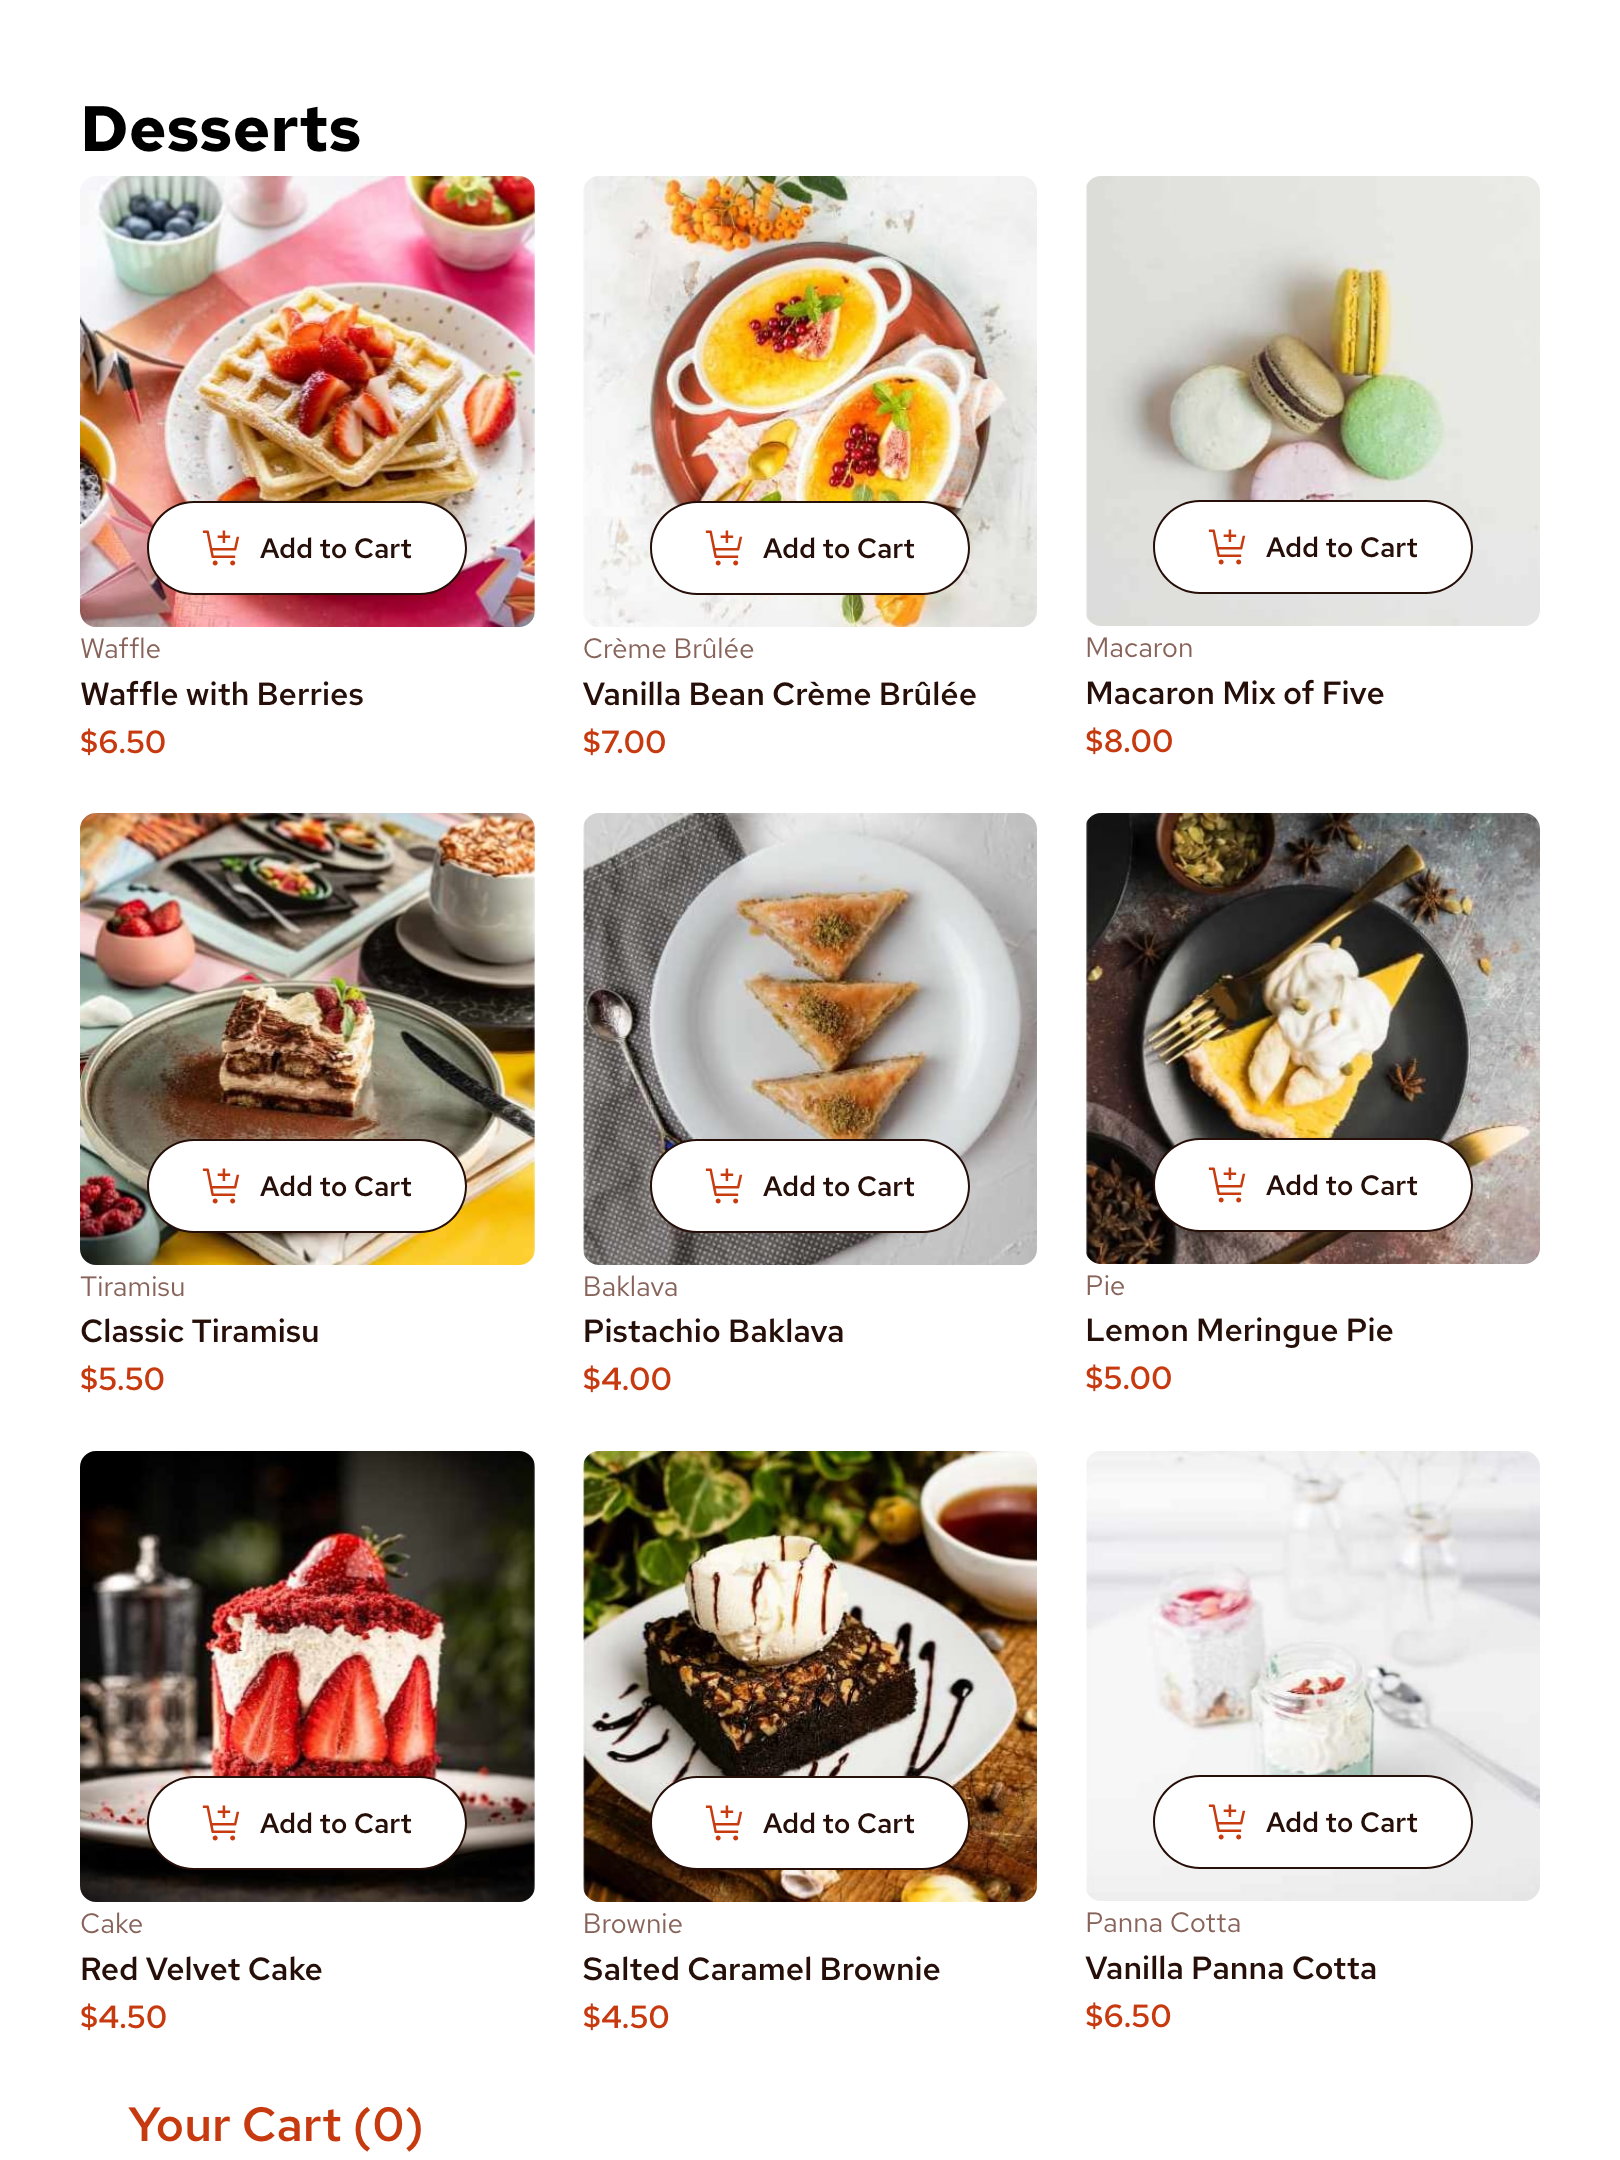 Desserts
Add to Cart
Waffle
Waffle with Berries
$6.50
Add to Cart
Crème Brûlée
Vanilla Bean Crème Brûlée
$7.00
Add to Cart
Macaron
Macaron Mix of Five
$8.00
Add to Cart
Tiramisu
Classic Tiramisu
$5.50
Add to Cart
Baklava
Pistachio Baklava
$4.00
Add to Cart
Pie
Lemon Meringue Pie
$5.00
Add to Cart
Cake
Red Velvet Cake
$4.50
Add to Cart
Brownie
Salted Caramel Brownie
$4.50
Add to Cart
Panna Cotta
Vanilla Panna Cotta
$6.50
Your Cart (0)